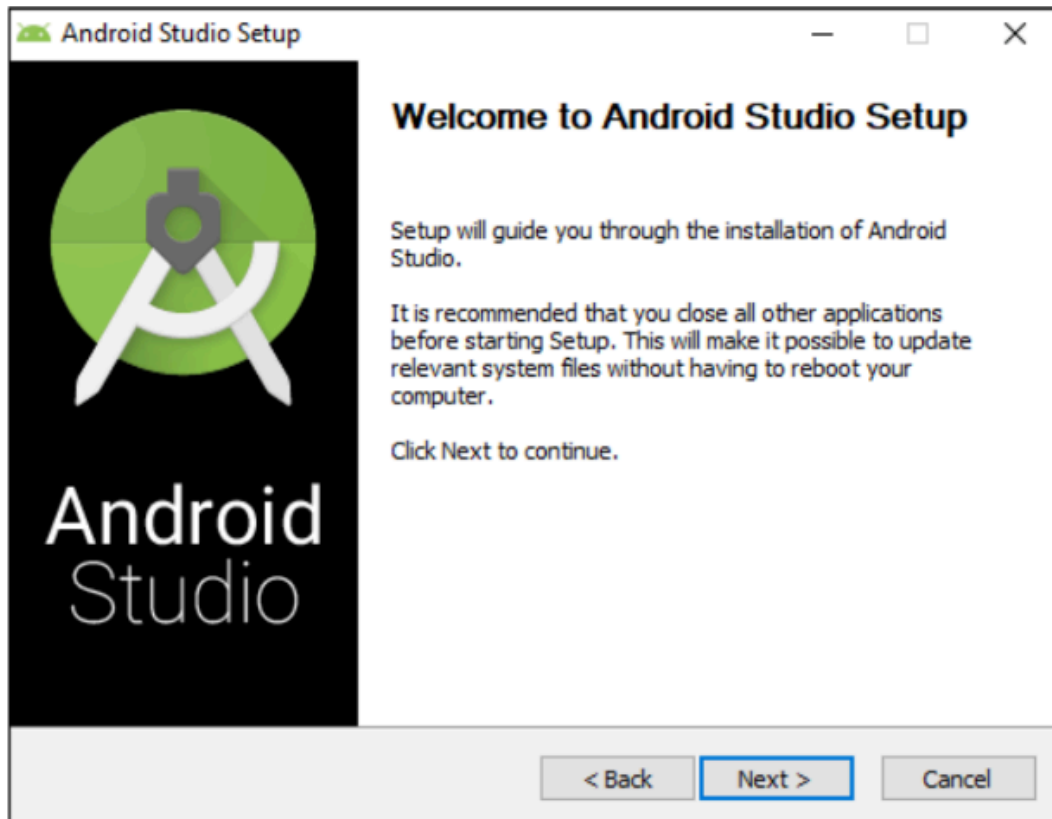 Android Studio Setup
Welcome to Android Studio Setup
Setup will guide you through the installation of Android
Studio.
It is recommended that you close all other applications
before starting Setup. This will make it possible to update
relevant system files without having to reboot your
computer.
Click Next to continue.
Android
Studio
< Back
Next >
Cancel